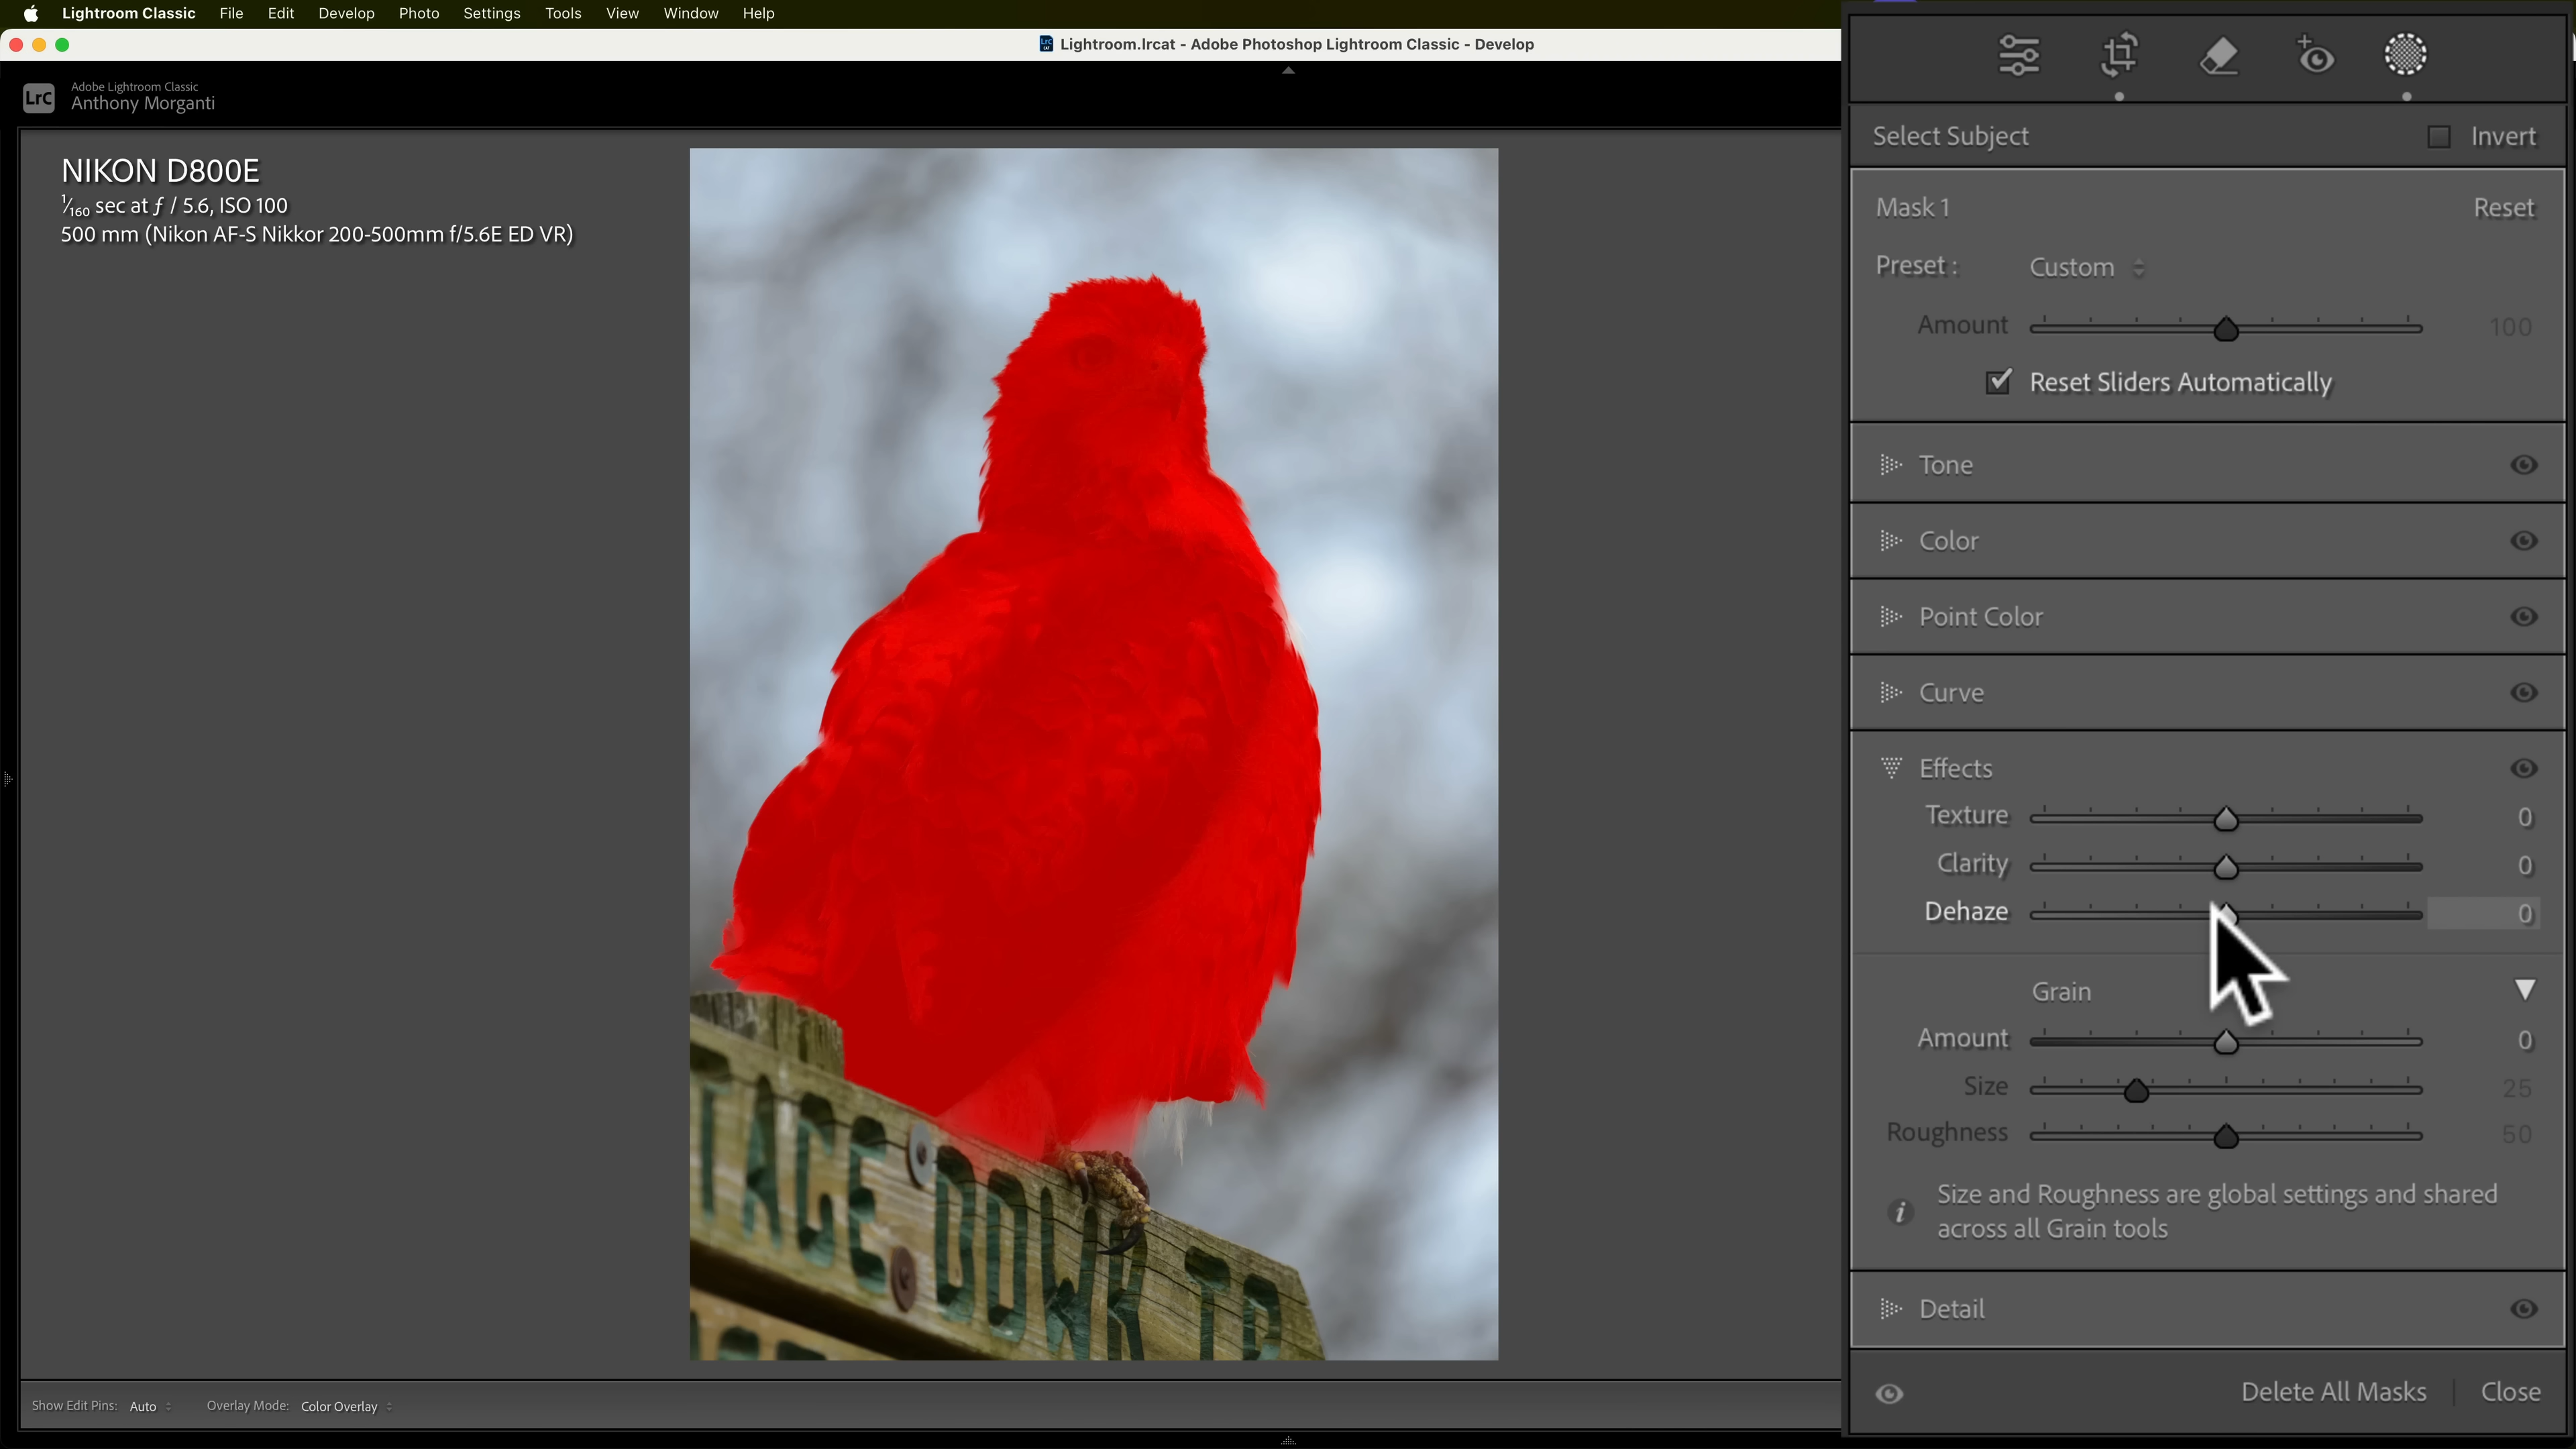 Lightroom Classic File Edit Develop Photo Settings Tools View Window Help
Lightroom.lrcat - Adobe Photoshop Lightroom Classic - Develop
LrC
Adobe Lightroom Classic
Anthony Morganti
NIKON D800E
1/160 sec at ƒ / 5.6, ISO 100
500 mm (Nikon AF-S Nikkor 200-500mm f/5.6E ED VR)
TAGE DOWN TO
Show Edit Pins: Auto Overlay Mode: Color Overlay
Select Subject Invert
Mask 1 Reset
Preset : Custom
Amount 100
Reset Sliders Automatically
Tone
Color
Point Color
Curve
Effects
Texture 0
Clarity 0
Dehaze 0
Grain
Amount 0
Size 25
Roughness 50
Size and Roughness are global settings and shared
across all Grain tools
Detail
Delete All Masks Close